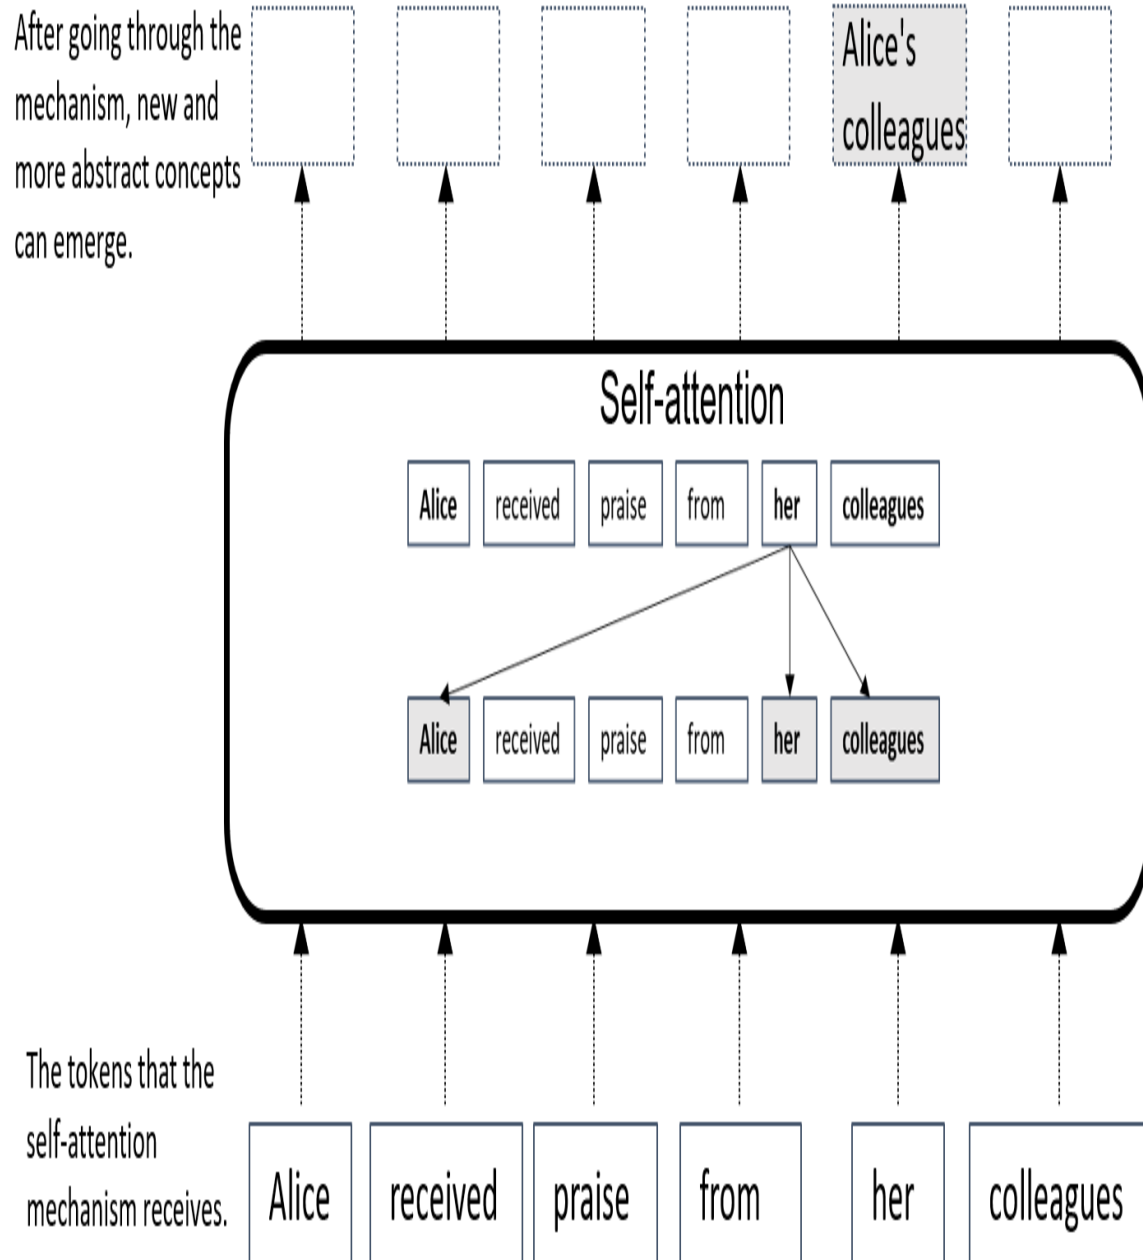 After going through the
mechanism, new and
more abstract concepts
can emerge.
Alice's
colleagues
Self-attention
Alice received praise from her colleagues
Alice received praise from her colleagues
The tokens that the
self-attention
mechanism receives.
Alice received praise from her colleagues